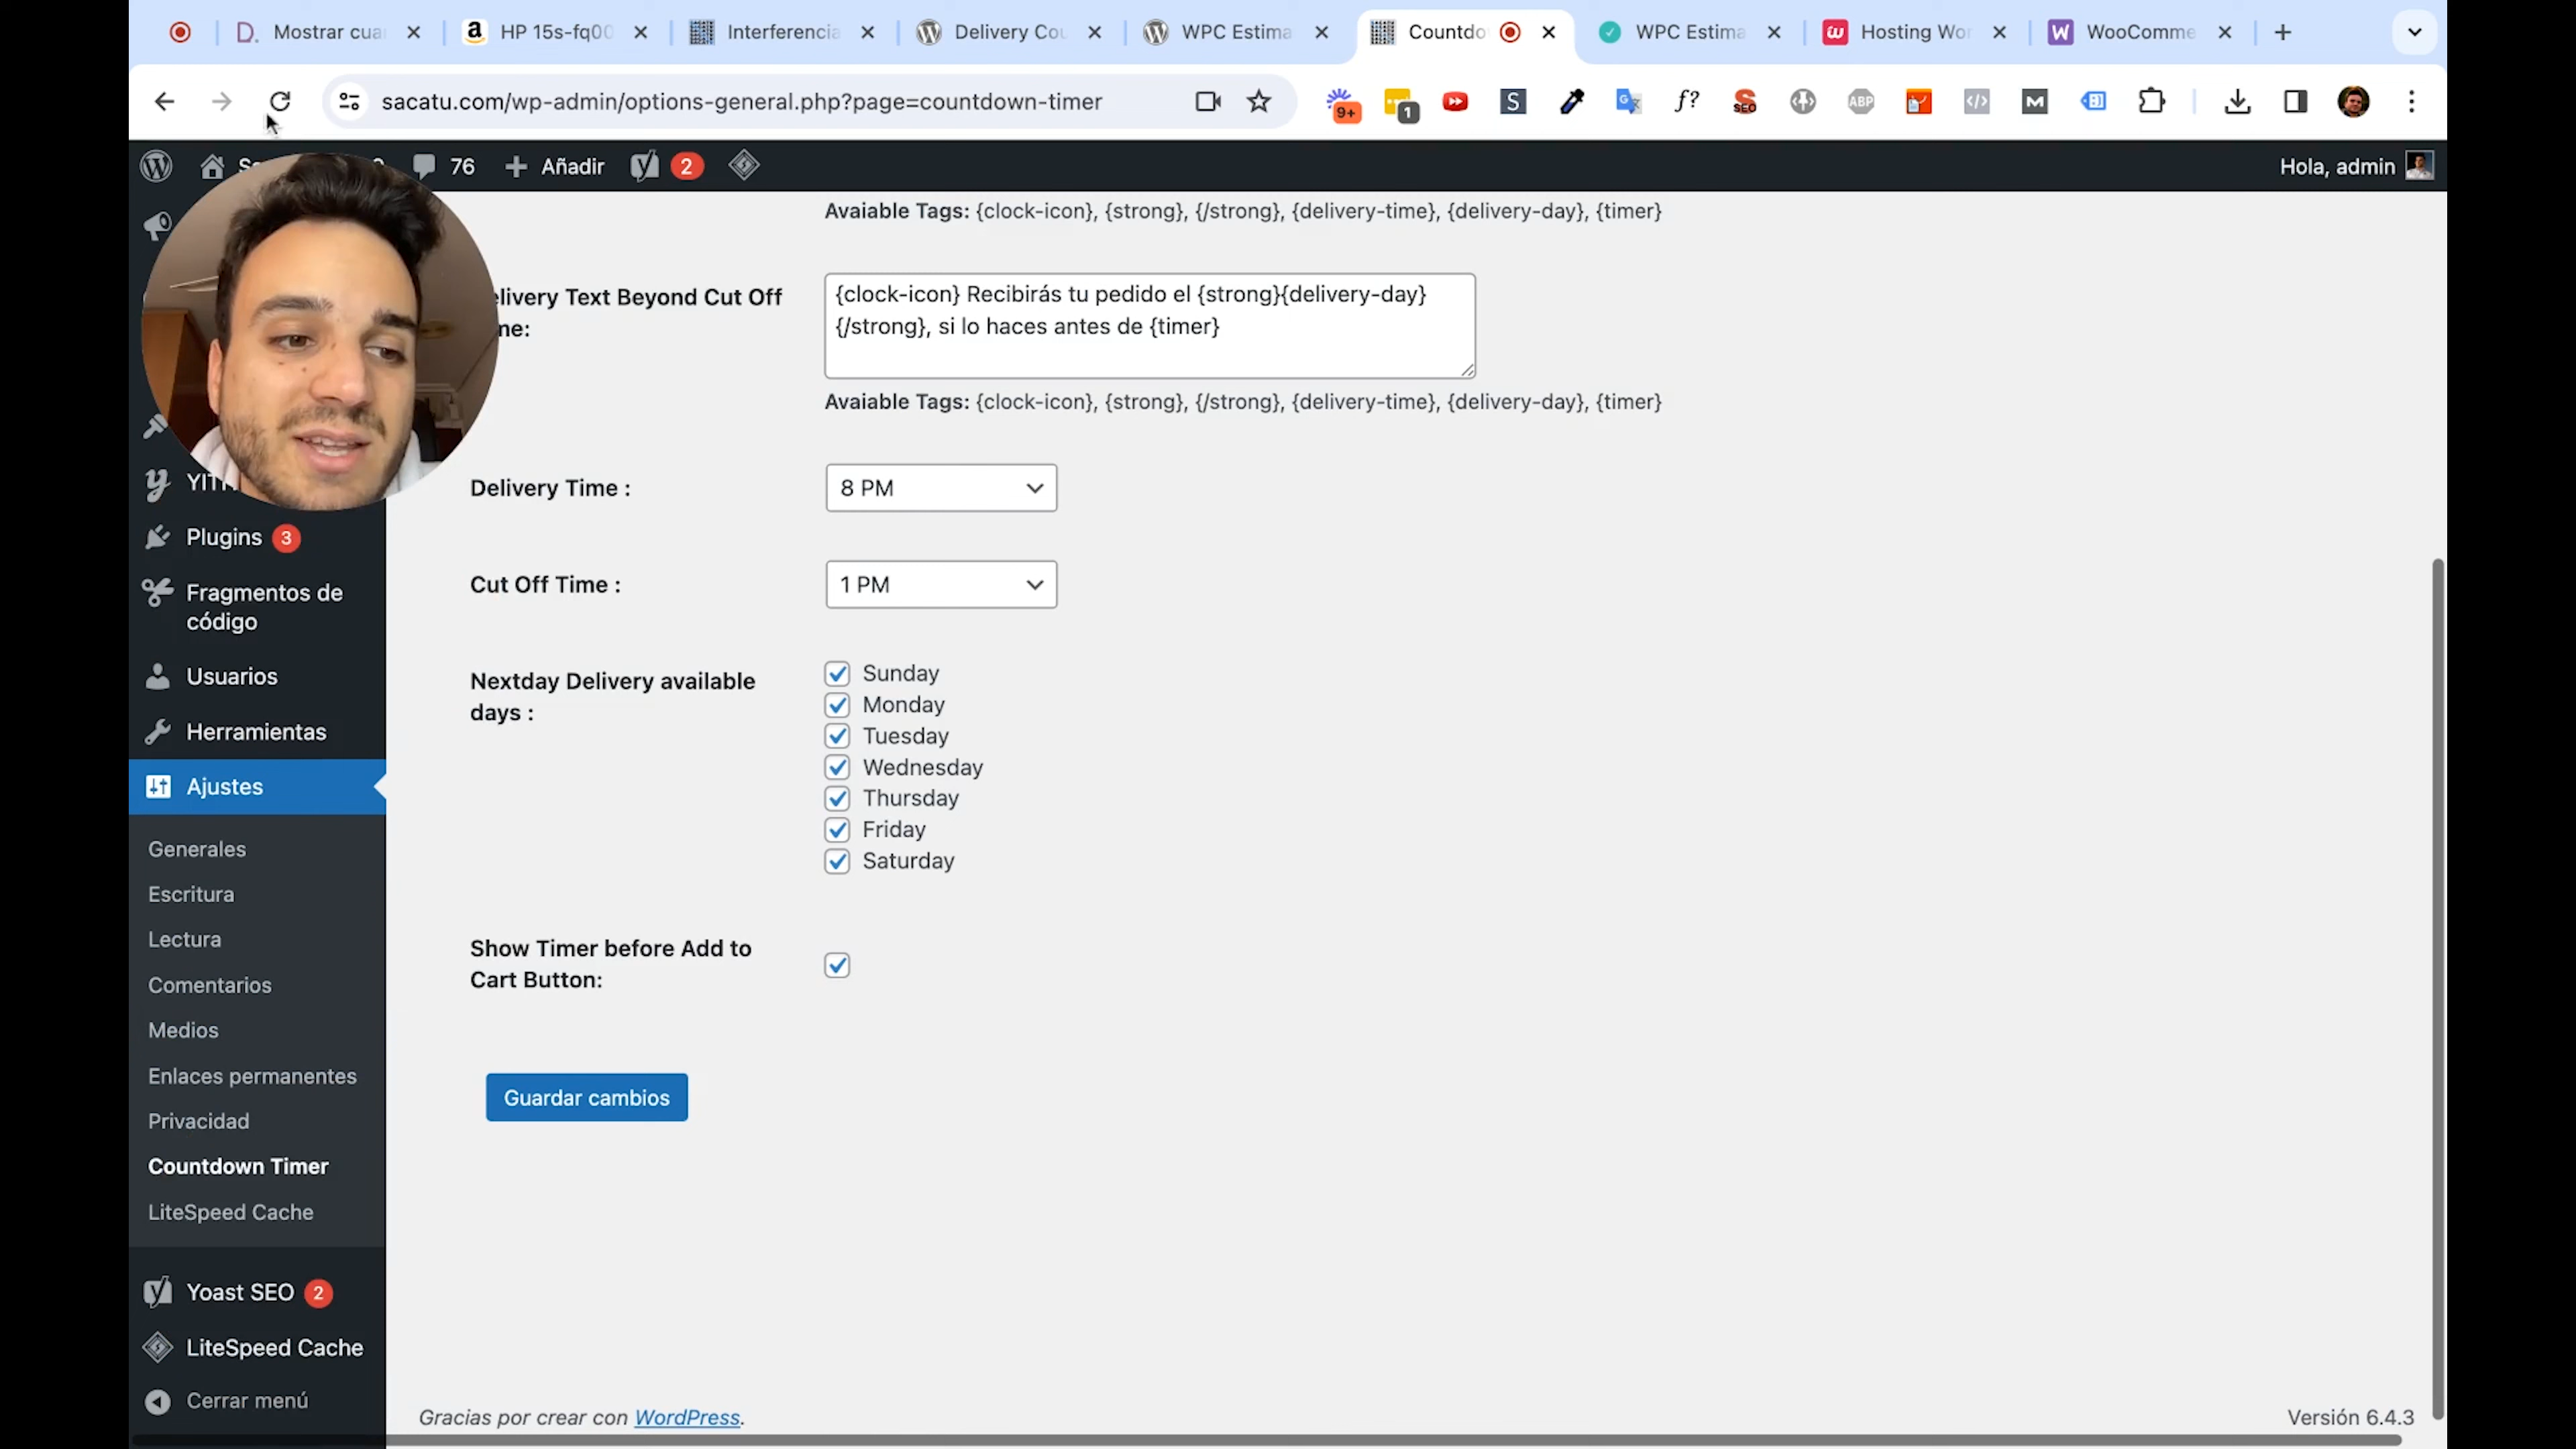 Mostrar cua
HP 15s-fq00
Interferencia
Delivery Cou
WPC Estima
Countdo
WPC Estima
Hosting Wor
WooComme
sacatu.com/wp-admin/options-general.php?page=countdown-timer
9+
1
76
Añadir
2
Hola, admin
Avaiable Tags: {clock-icon}, {strong}, {/strong}, {delivery-time}, {delivery-day}, {timer}
elivery Text Beyond Cut Off
me:
{clock-icon} Recibirás tu pedido el {strong}{delivery-day}
{/strong}, si lo haces antes de {timer}
Avaiable Tags: {clock-icon}, {strong}, {/strong}, {delivery-time}, {delivery-day}, {timer}
Delivery Time :
8 PM
Cut Off Time :
1 PM
Nextday Delivery available
days :
Sunday
Monday
Tuesday
Wednesday
Thursday
Friday
Saturday
Show Timer before Add to
Cart Button:
Guardar cambios
YITH
Plugins 3
Fragmentos de
código
Usuarios
Herramientas
Ajustes
Generales
Escritura
Lectura
Comentarios
Medios
Enlaces permanentes
Privacidad
Countdown Timer
LiteSpeed Cache
Yoast SEO 2
LiteSpeed Cache
Cerrar menú
Gracias por crear con WordPress.
Versión 6.4.3